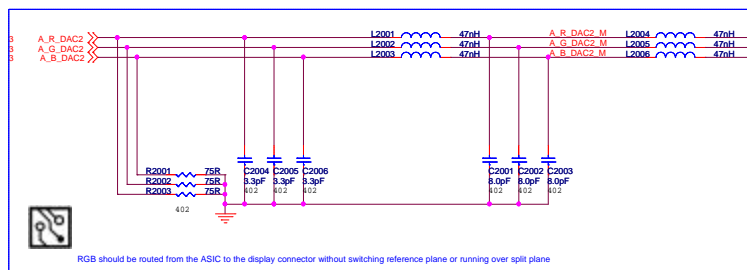 L2001 47nH A_R_DAC2_M L2004 47nH
3 A_R_DAC2
L2002 47nH A_G_DAC2_M L2005 47nH
3 A_G_DAC2
L2003 47nH A_B_DAC2_M L2006 47nH
3 A_B_DAC2
R2001 75R
R2002 75R
R2003 75R
402
C2004 C2005 C2006 C2001 C2002 C2003
3.3pF 3.3pF 3.3pF 8.0pF 8.0pF 8.0pF
402 402 402 402 402 402
RGB should be routed from the ASIC to the display connector without switching reference plane or running over split plane